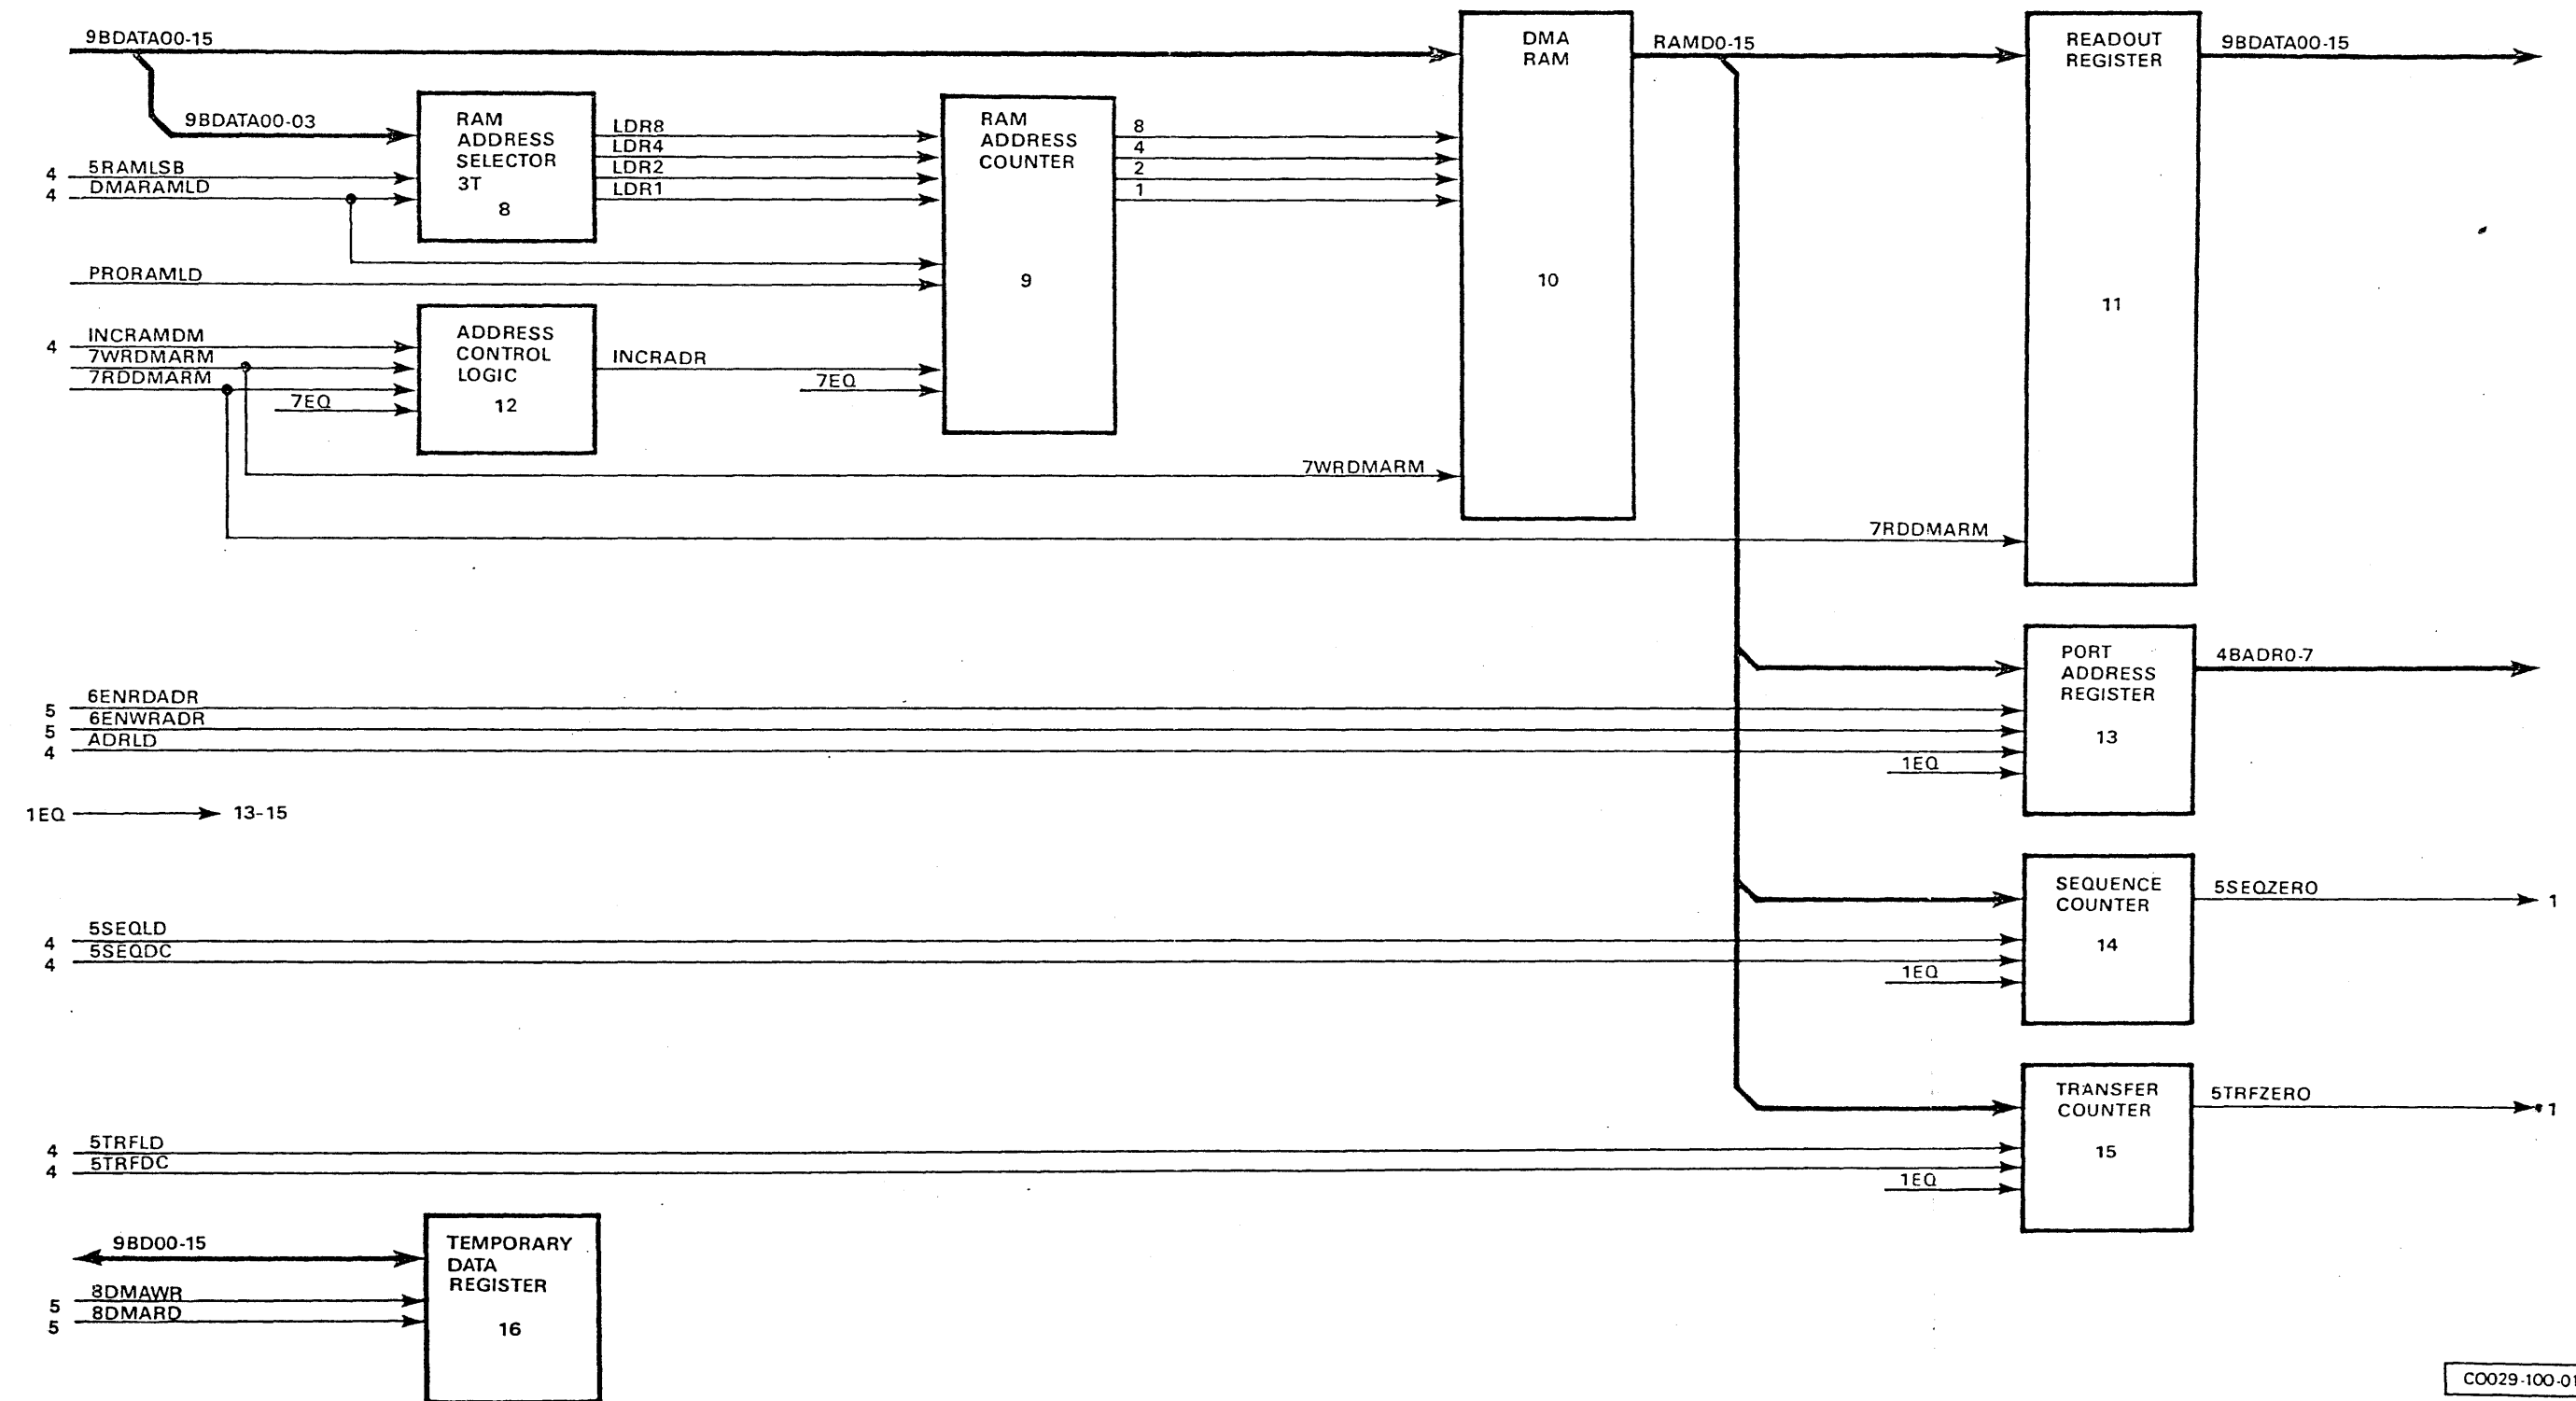 9BDATA00-15
9BDATA00-03
4 5RAMLSB
4 DMARAMLD
RAM
ADDRESS
SELECTOR
3T
8
LDR8
LDR4
LDR2
LDR1
PRORAMLD
RAM
ADDRESS
COUNTER
9
8
4
2
1
DMA
RAM
10
RAMD0-15
READOUT
REGISTER
11
9BDATA00-15
4 INCRAMDM
7WRDMARM
7RDDMARM
7EQ
ADDRESS
CONTROL
LOGIC
12
INCRADR
7EQ
7WRDMARM
7RDDMARM
5 6ENRDADR
5 6ENWRADR
4 ADRLD
1EQ
PORT
ADDRESS
REGISTER
13
4BADR0-7
1EQ 13-15
4 5SEQLD
4 5SEQDC
1EQ
SEQUENCE
COUNTER
14
5SEQZERO 1
4 5TRFLD
4 5TRFDC
1EQ
TRANSFER
COUNTER
15
5TRFZERO 1
9BD00-15
5 8DMAWR
5 8DMARD
TEMPORARY
DATA
REGISTER
16
CO029-100-01